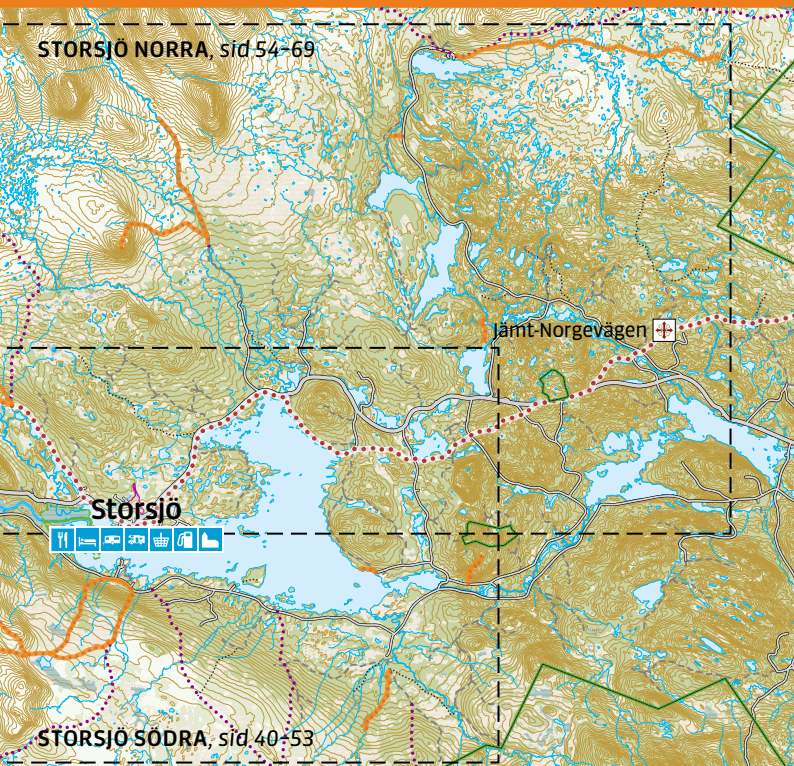 STORSJÖ NORRA, sid 54–69
Jämt-Norgevägen
Storsjö
STORSJÖ SÖDRA, sid 40–53